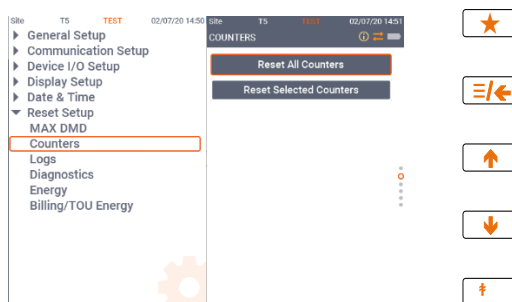 Site T5 TEST 02/07/20 14:50
General Setup
Communication Setup
Device I/O Setup
Display Setup
Date & Time
Reset Setup
MAX DMD
Counters
Logs
Diagnostics
Energy
Billing/TOU Energy
Site T5 TEST 02/07/20 14:51
COUNTERS
Reset All Counters
Reset Selected Counters